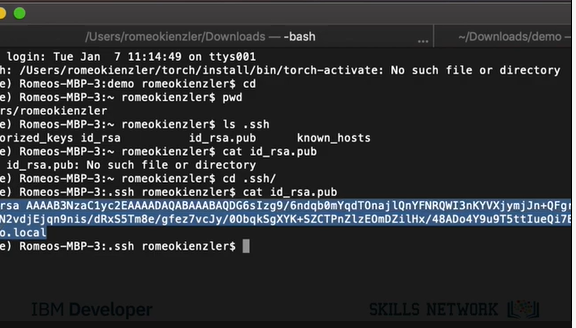 /Users/romeokienzler/Downloads — -bash
... ~/Downloads/demo —
login: Tue Jan 7 11:14:49 on ttys001
h: /Users/romeokienzler/torch/install/bin/torch-activate: No such file or directory
e) Romeos-MBP-3:demo romeokienzler$ cd
e) Romeos-MBP-3:~ romeokienzler$ pwd
rs/romeokienzler
e) Romeos-MBP-3:~ romeokienzler$ ls .ssh
orized_keys id_rsa id_rsa.pub known_hosts
e) Romeos-MBP-3:~ romeokienzler$ cat id_rsa.pub
id_rsa.pub: No such file or directory
e) Romeos-MBP-3:~ romeokienzler$ cd .ssh/
e) Romeos-MBP-3:.ssh romeokienzler$ cat id_rsa.pub
rsa AAAAB3NzaC1yc2EAAAADAQABAAABAQDG6sIzg9/6ndqb0mYqdTOnajlQnYFNRQWI3nKYVXjymjJn+QFgr
N2vdjEjqn9nis/dRxS5Tm8e/gfez7vcJy/0ObqkSgXYK+SZCTPnZlzEOmDZilHx/48ADo4Y9u9T5ttIueQi7E
o.local
e) Romeos-MBP-3:.ssh romeokienzler$
IBM Developer
SKILLS NETWORK